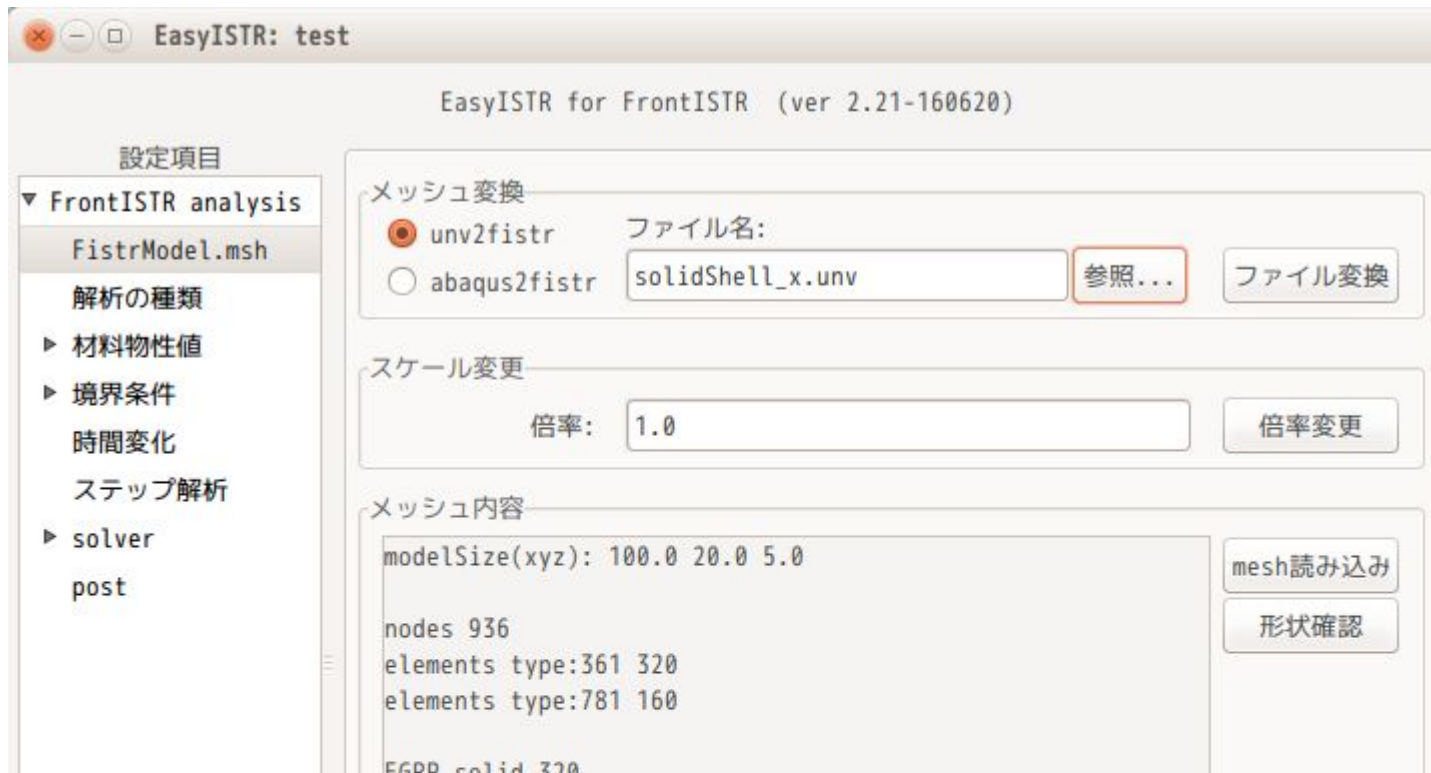 EasyISTR: test
EasyISTR for FrontISTR (ver 2.21-160620)
設定項目
FrontISTR analysis
FistrModel.msh
解析の種類
材料物性値
境界条件
時間変化
ステップ解析
solver
post
メッシュ変換
unv2fistr
abaqus2fistr
ファイル名:
solidShell_x.unv
参照...
ファイル変換
スケール変更
倍率:
1.0
倍率変更
メッシュ内容
modelSize(xyz): 100.0 20.0 5.0
nodes 936
elements type:361 320
elements type:781 160
EGRP solid 320
mesh読み込み
形状確認